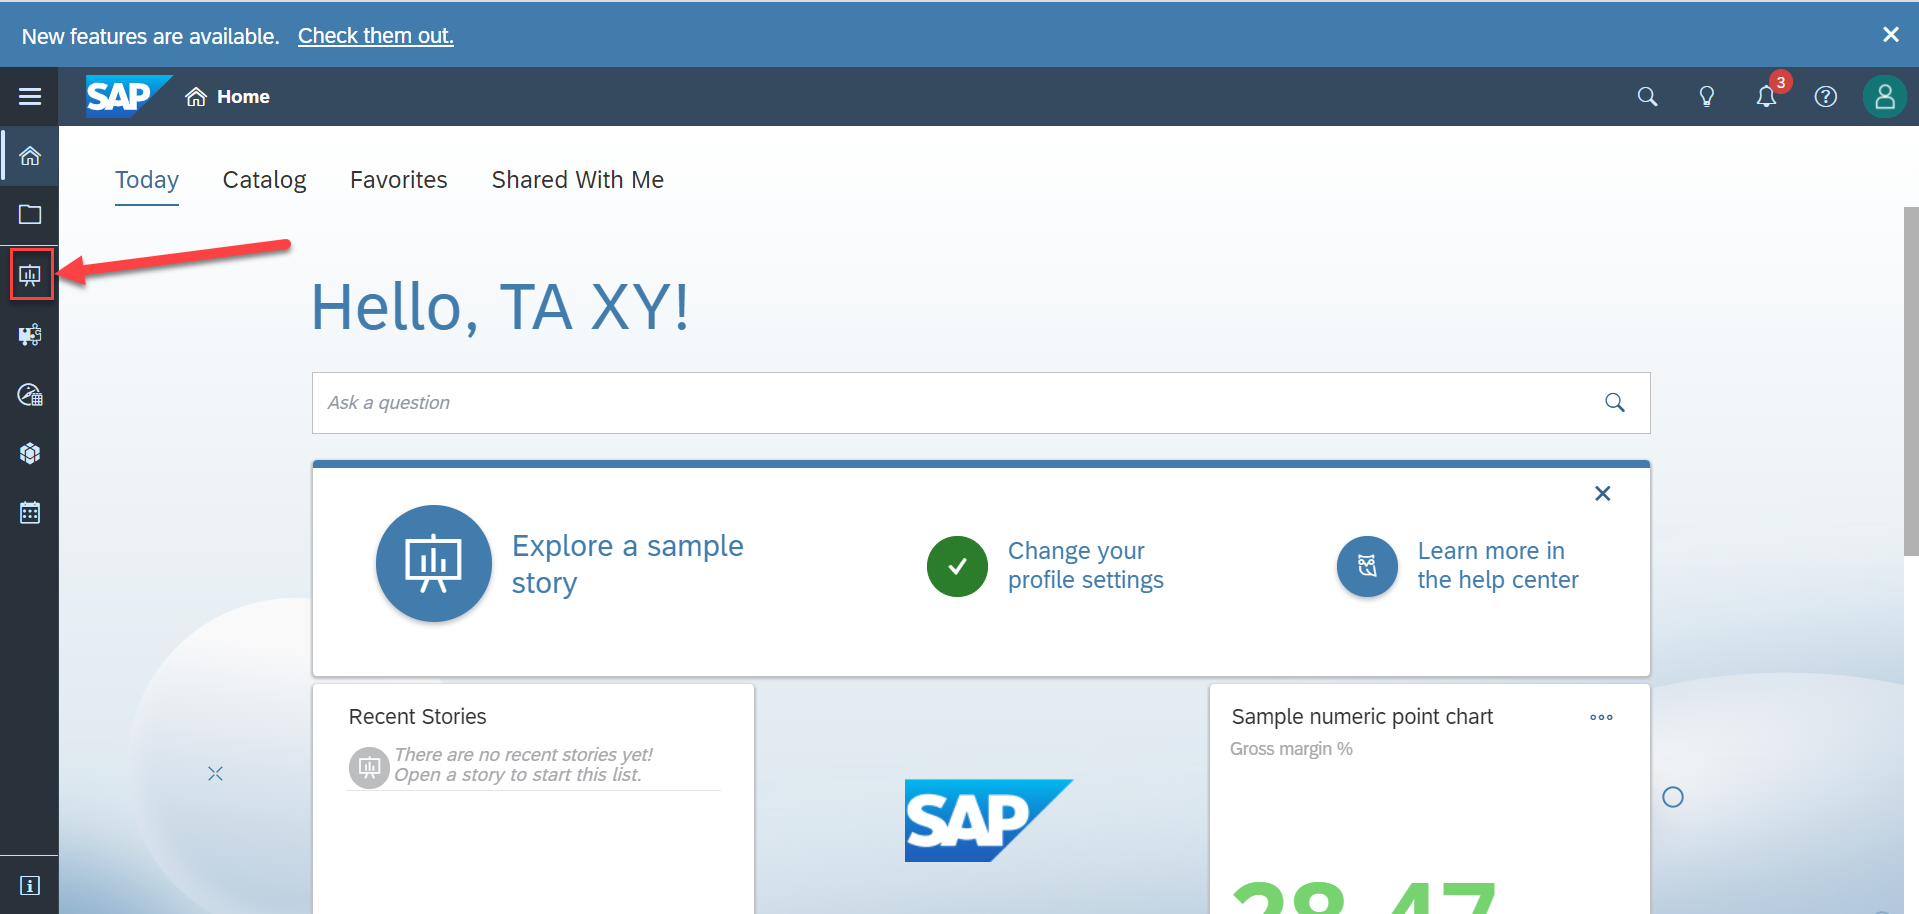 New features are available. Check them out.
SAP Home
3
Today Catalog Favorites Shared With Me
Hello, TA XY!
Ask a question
Explore a sample
story
Change your
profile settings
Learn more in
the help center
Recent Stories
There are no recent stories yet!
Open a story to start this list.
SAP
Sample numeric point chart
Gross margin %
28.47